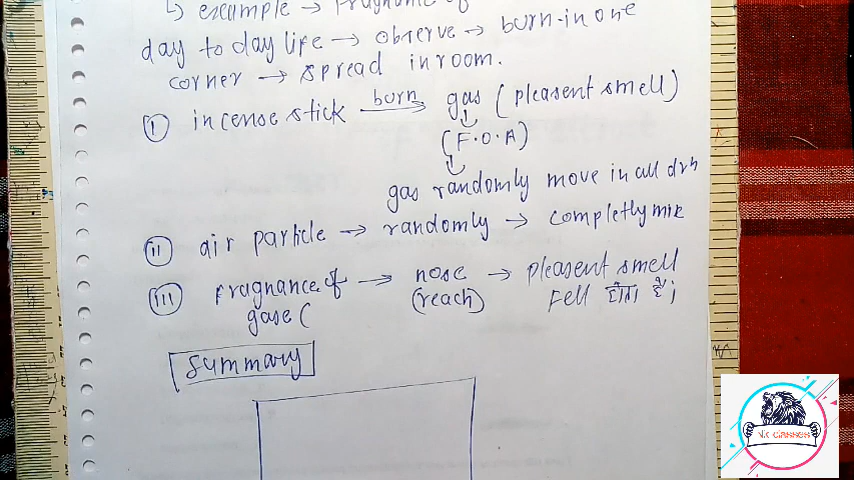 ↳ example → Fragnance of
day to day life → observe → burn-in one
corner → spread in room.
(I) incense stick burn→ gas (pleasent smell)
(F.O.A)
gas randomly move in all drn
(II) air particle → randomly → completly mix
(III) Fragnance of → nose → pleasent smell
gase ( (reach) Fell होता है;
Summary
VK CLASSES